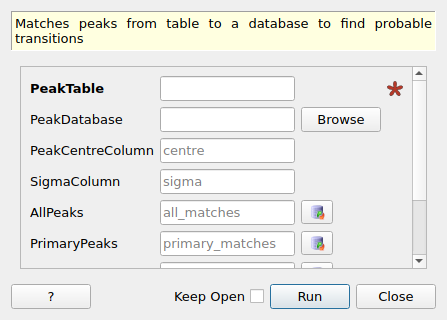 Matches peaks from table to a database to find probable
transitions
PeakTable *
PeakDatabase Browse
PeakCentreColumn centre
SigmaColumn sigma
AllPeaks all_matches
PrimaryPeaks primary_matches
? Keep Open Run Close